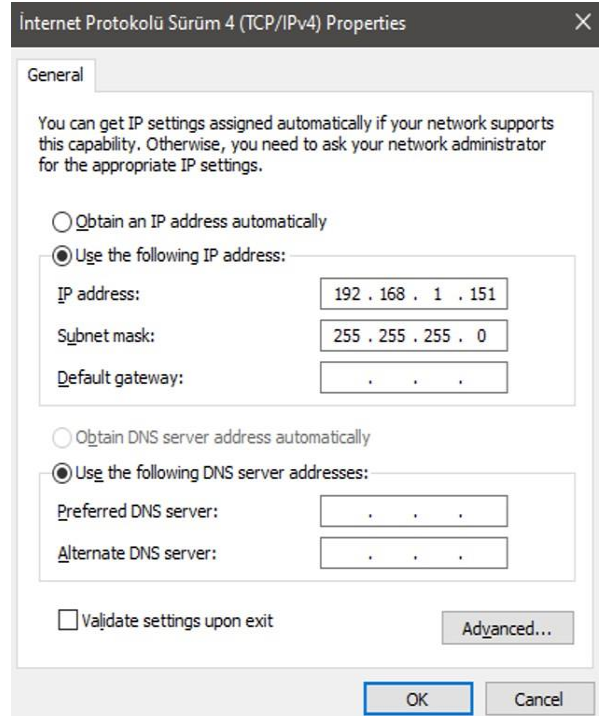 İnternet Protokolü Sürüm 4 (TCP/IPv4) Properties
General
You can get IP settings assigned automatically if your network supports
this capability. Otherwise, you need to ask your network administrator
for the appropriate IP settings.
Obtain an IP address automatically
Use the following IP address:
IP address: 192 . 168 . 1 . 151
Subnet mask: 255 . 255 . 255 . 0
Default gateway: . . .
Obtain DNS server address automatically
Use the following DNS server addresses:
Preferred DNS server: . . .
Alternate DNS server: . . .
Validate settings upon exit
Advanced...
OK Cancel